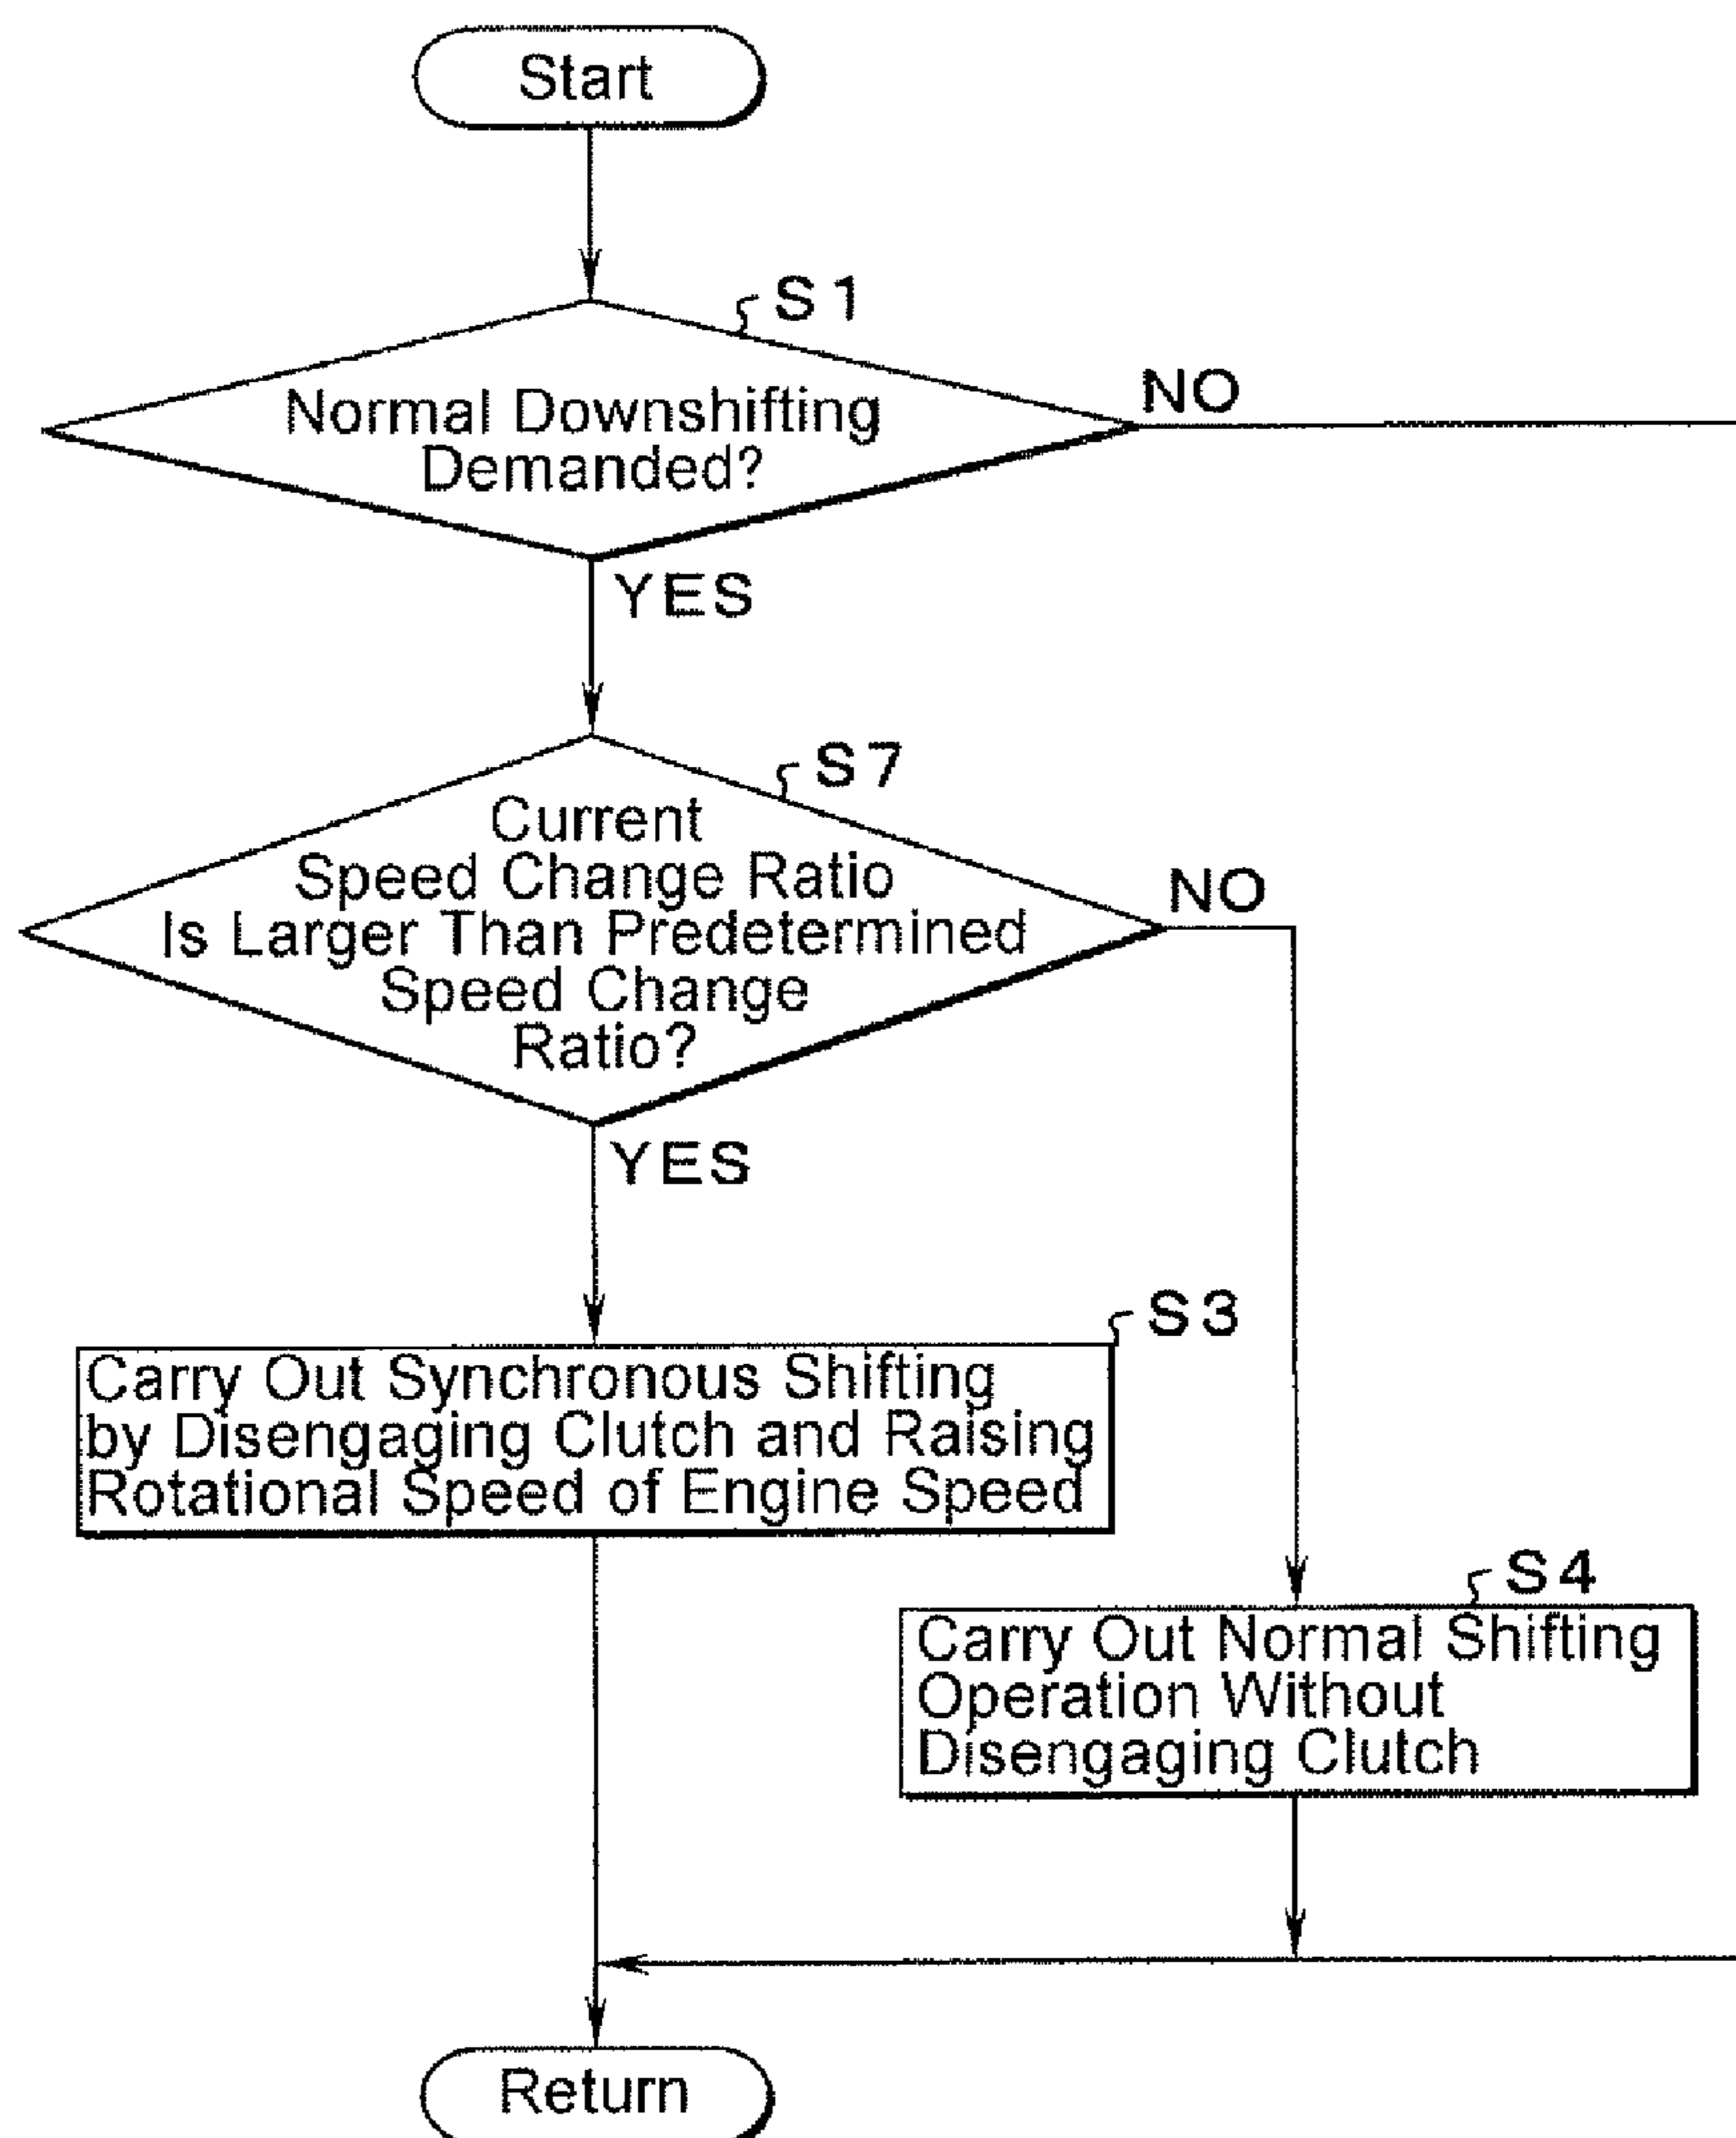 Start
S1
Normal Downshifting
Demanded?
NO
YES
S7
Current
Speed Change Ratio
Is Larger Than Predetermined
Speed Change
Ratio?
NO
YES
S3
Carry Out Synchronous Shifting
by Disengaging Clutch and Raising
Rotational Speed of Engine Speed
S4
Carry Out Normal Shifting
Operation Without
Disengaging Clutch
Return